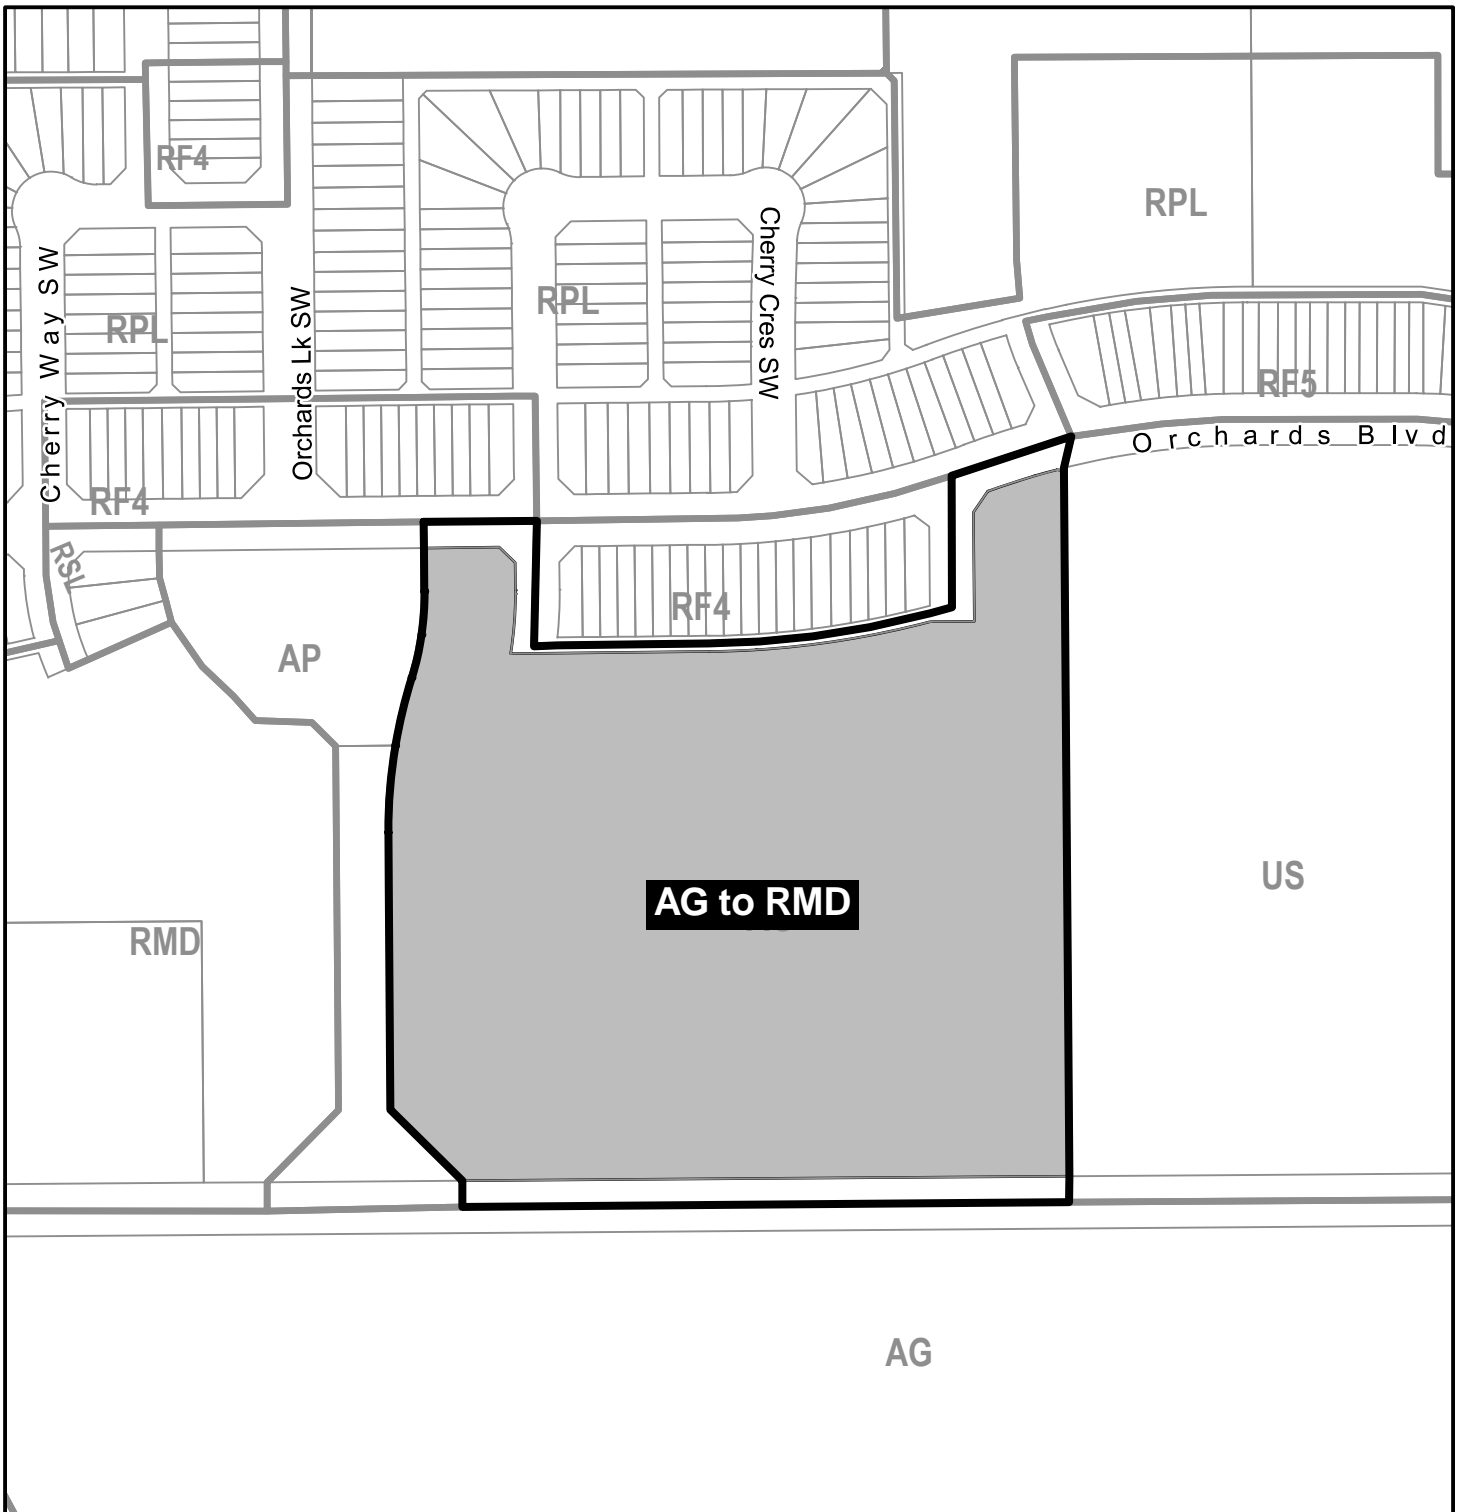 RF4
RPL
Cherry Cres SW
Cherry Way SW
Orchards Lk SW
RPL
RPL
RF5
Orchards Blvd
RF4
RSL
RF4
AP
US
AG to RMD
RMD
AG